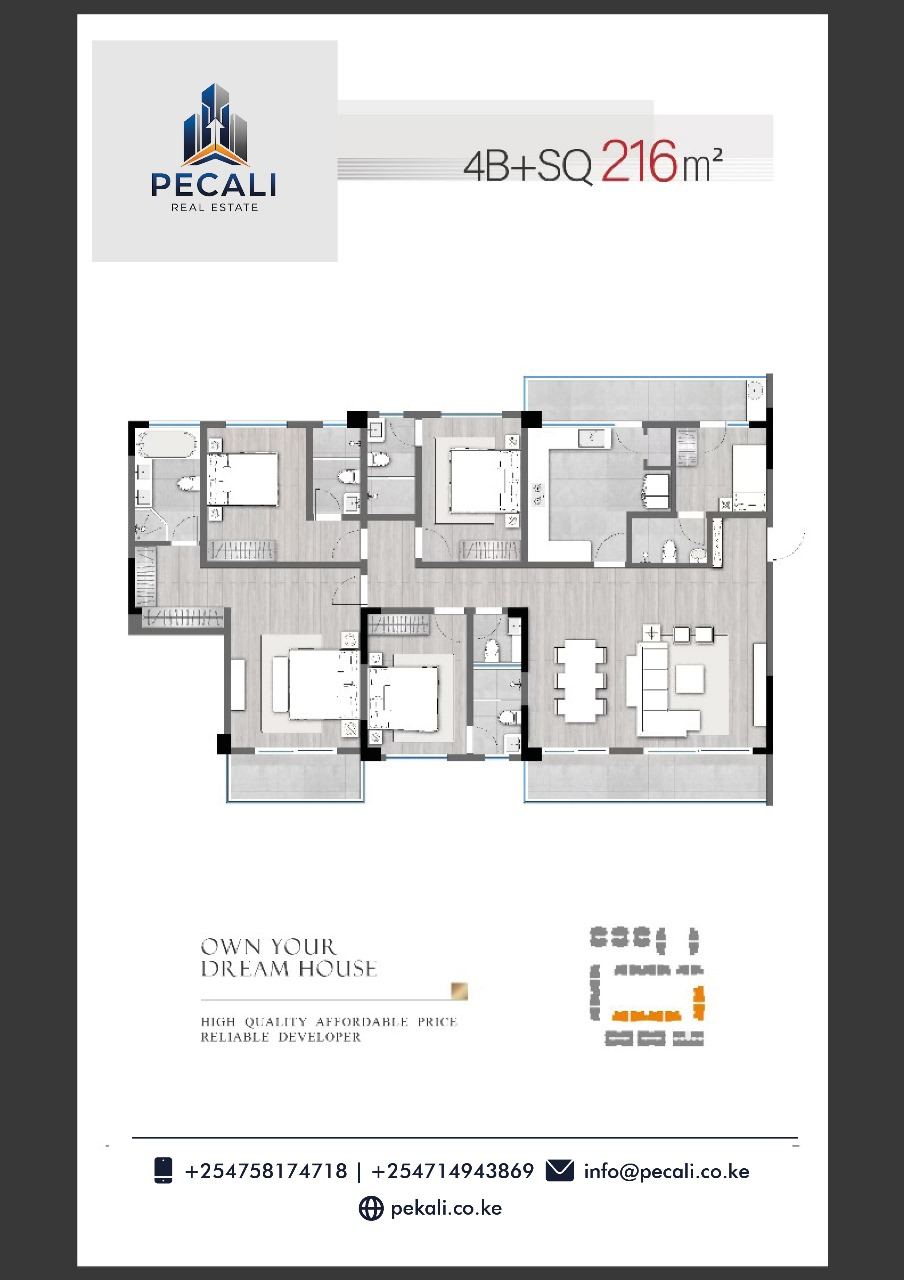 PECALI
REAL ESTATE
4B+SQ 216m²
OWN YOUR
DREAM HOUSE
HIGH QUALITY AFFORDABLE PRICE
RELIABLE DEVELOPER
+254758174718 | +254714943869 info@pecali.co.ke
pekali.co.ke